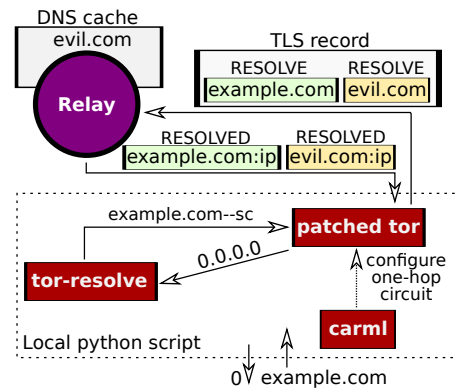 DNS cache
evil.com
Relay
TLS record
RESOLVE RESOLVE
example.com evil.com
RESOLVED RESOLVED
example.com:ip evil.com:ip
example.com--sc
patched tor
0.0.0.0
tor-resolve
configure
one-hop
circuit
carml
Local python script
0 example.com